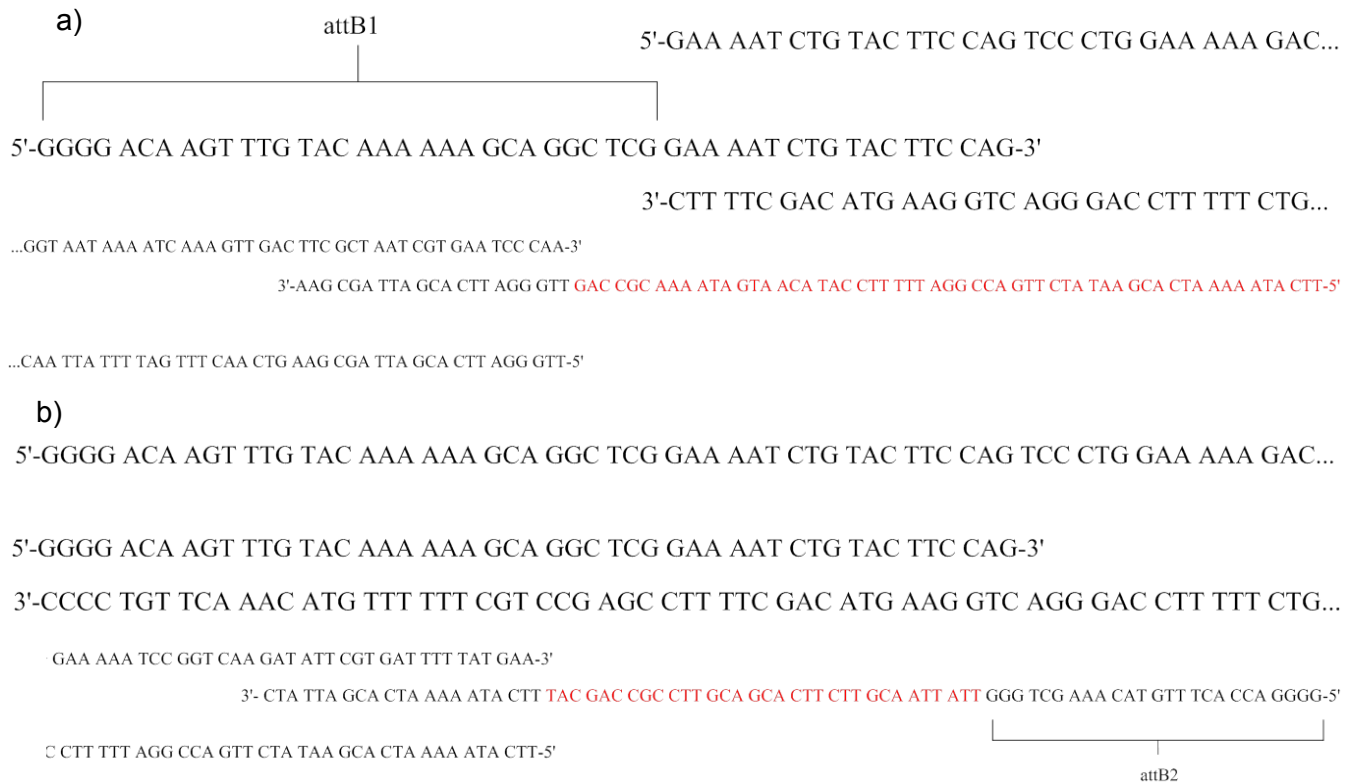 a)
attB1
5'-GAA AAT CTG TAC TTC CAG TCC CTG GAA AAA GAC...
5'-GGGG ACA AGT TTG TAC AAA AAA GCA GGC TCG GAA AAT CTG TAC TTC CAG-3'
3'-CTT TTC GAC ATG AAG GTC AGG GAC CTT TTT CTG...
...GGT AAT AAA ATC AAA GTT GAC TTC GCT AAT CGT GAA TCC CAA-3'
3'-AAG CGA TTA GCA CTT AGG GTT GAC CGC AAA ATA GTA ACA TAC CTT TTT AGG CCA GTT CTA TAA GCA CTA AAA ATA CTT-5'
...CAA TTA TTT TAG TTT CAA CTG AAG CGA TTA GCA CTT AGG GTT-5'
b)
5'-GGGG ACA AGT TTG TAC AAA AAA GCA GGC TCG GAA AAT CTG TAC TTC CAG TCC CTG GAA AAA GAC...
5'-GGGG ACA AGT TTG TAC AAA AAA GCA GGC TCG GAA AAT CTG TAC TTC CAG-3'
3'-CCCC TGT TCA AAC ATG TTT TTT CGT CCG AGC CTT TTC GAC ATG AAG GTC AGG GAC CTT TTT CTG...
GAA AAA TCC GGT CAA GAT ATT CGT GAT TTT TAT GAA-3'
3'- CTA TTA GCA CTA AAA ATA CTT TAC GAC CGC CTT GCA GCA CTT CTT GCA ATT ATT GGG TCG AAA CAT GTT TCA CCA GGGG-5'
C CTT TTT AGG CCA GTT CTA TAA GCA CTA AAA ATA CTT-5'
attB2